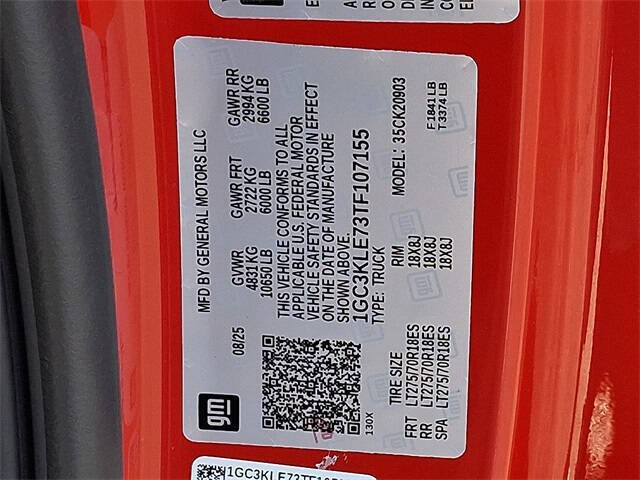 MFD BY GENERAL MOTORS LLC
08/25 GVWR GAWR FRT GAWR RR
4831 KG 2722 KG 2994 KG
10650 LB 6000 LB 6600 LB
THIS VEHICLE CONFORMS TO ALL
APPLICABLE U.S. FEDERAL MOTOR
VEHICLE SAFETY STANDARDS IN EFFECT
ON THE DATE OF MANUFACTURE
SHOWN ABOVE.
1GC3KLE73TF107155
TYPE: TRUCK MODEL: 35CK20903
130X
TIRE SIZE RIM
FRT LT275/70R18ES 18X8J
RR LT275/70R18ES 18X8J
SPA LT275/70R18ES 18X8J
F:1841 LB
T:3374 LB
gm